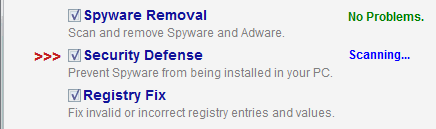 Spyware Removal No Problems.
Scan and remove Spyware and Adware.
>>> Security Defense Scanning...
Prevent Spyware from being installed in your PC.
Registry Fix
Fix invalid or incorrect registry entries and values.